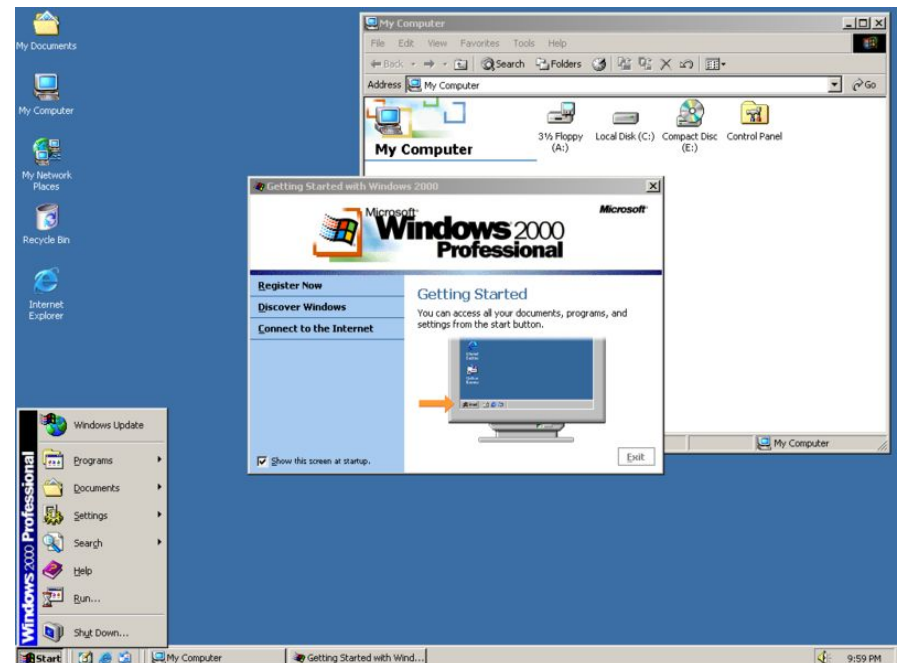 My Documents
My Computer
My Network
Places
Recycle Bin
Internet
Explorer
My Computer
File Edit View Favorites Tools Help
Back Search Folders
Address My Computer Go
My Computer
3½ Floppy
(A:)
Local Disk (C:)
Compact Disc
(E:)
Control Panel
My Computer
Getting Started with Windows 2000
Microsoft
Windows 2000
Professional
Microsoft
Register Now
Discover Windows
Connect to the Internet
Getting Started
You can access all your documents, programs, and
settings from the start button.
Show this screen at startup.
Exit
Windows 2000 Professional
Windows Update
Programs
Documents
Settings
Search
Help
Run...
Shut Down...
Start
My Computer
Getting Started with Wind...
9:59 PM